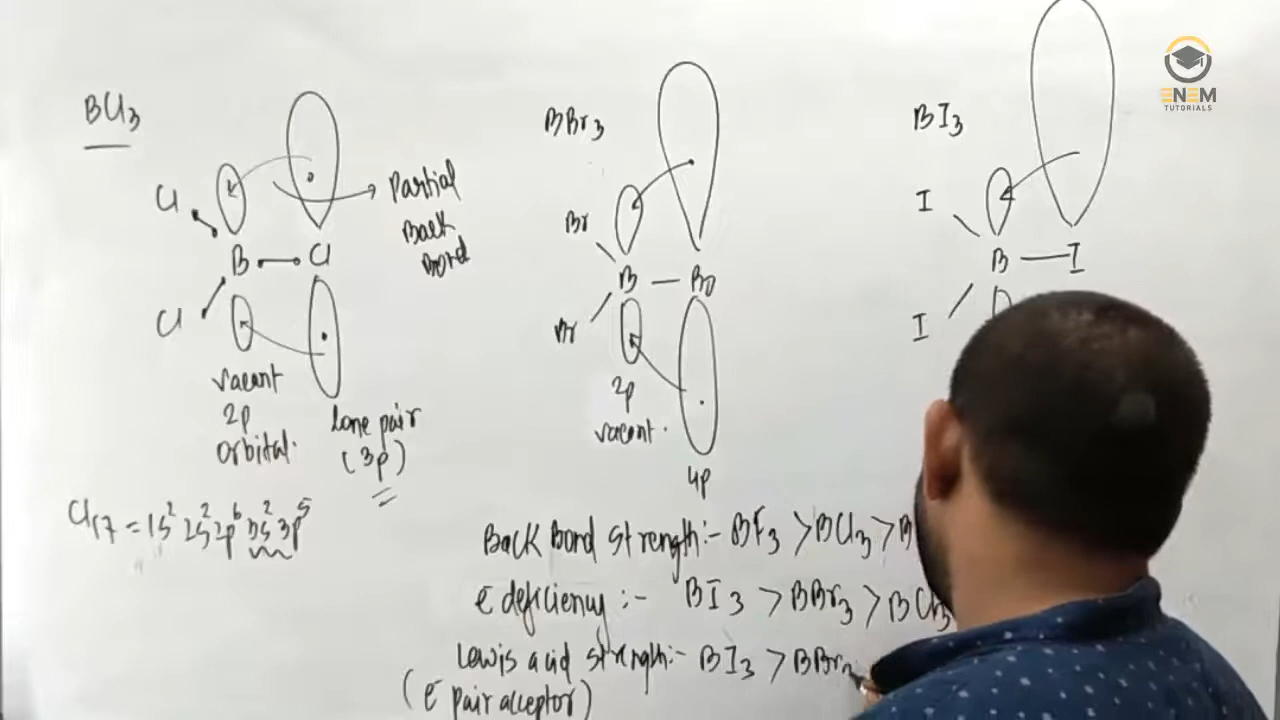 BCl3
Cl
Cl
B
Cl
Partial
Back
Bond
vacant
2p
orbital.
lone pair
(3p)
Cl17 = 1s² 2s² 2p⁶ 3s² 3p⁵
BBr3
Br
Br
B
Br
2p
vacant.
4p
BI3
I
I
B
I
Back Bond Strength:- BF3 > BCl3 > B
e deficiency :- BI3 > BBr3 > BCl3
Lewis acid strength:- BI3 > BBr3
(e pair acceptor)
ENEM
TUTORIALS